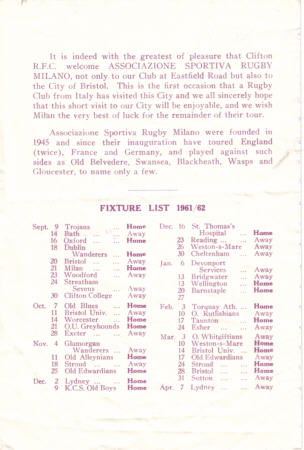 It is indeed with the greatest of pleasure that Clifton
R.F.C. welcome ASSOCIAZIONE SPORTIVA RUGBY
MILANO, not only to our Club at Eastfield Road but also to
the City of Bristol. This is the first occasion that a Rugby
Club from Italy has visited this City and we all sincerely hope
that this short visit to our City will be enjoyable, and we wish
Milan the very best of luck for the remainder of their tour.
Associazione Sportiva Rugby Milano were founded in
1945 and since their inauguration have toured England
(twice), France and Germany, and played against such
sides as Old Belvedere, Swansea, Blackheath, Wasps and
Gloucester, to name only a few.
FIXTURE LIST 1961/62
Sept. 9 Trojans ... Home
14 Bath ... ... Away
16 Oxford ... ... Home
18 Dublin
Wanderers ... Home
20 Bristol ... ... Away
21 Milan ... ... Home
23 Woodford ... Away
24 Streatham
Sevens ... Away
30 Clifton College Away
Oct. 7 Old Blues ... Home
11 Bristol Univ. ... Away
14 Worcester ... Home
21 O.U. Greyhounds Home
28 Exeter ... ... Away
Nov. 4 Glamorgan
Wanderers ... Away
11 Old Alleynians Home
18 Stroud ... ... Away
25 Old Edwardians Home
Dec. 2 Lydney ... ... Home
9 K.C.S. Old Boys Home
Dec. 16 St. Thomas's
Hospital ... Home
23 Reading ... ... Away
26 Weston-s-Mare Away
30 Cheltenham ... Away
Jan. 6 Devonport
Services ... Away
13 Bridgwater ... Away
13 Wellington ... Home
20 Barnstaple ... Home
27
Feb. 3 Torquay Ath. ... Home
10 O. Kutlishians Away
17 Taunton ... Home
24 Esher ... ... Away
Mar. 3 O. Whitgiftians Away
10 Weston-s-Mare Home
14 Bristol Univ. ... Home
17 Old Edwardians Away
24 Stroud ... ... Home
28 Bristol ... ... Home
31 Sutton ... ... Away
Apr. 7 Lydney ... ... Away